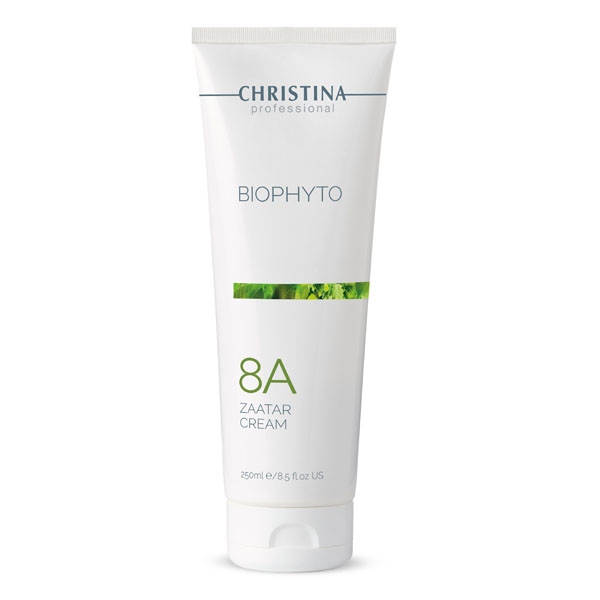 CHRISTINA
professional
BIOPHYTO
8A
ZAATAR
CREAM
250ml ℮/8.5 fl.oz US